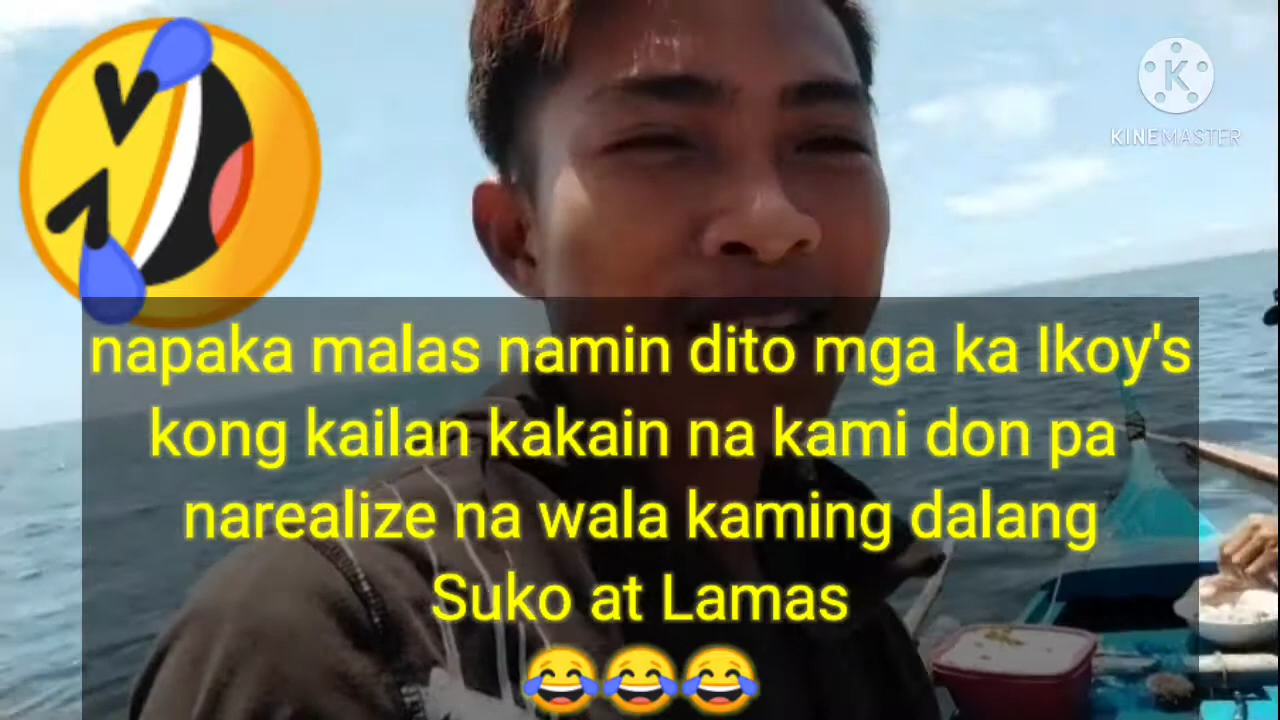 KINEMASTER
napaka malas namin dito mga ka Ikoy's
kong kailan kakain na kami don pa
narealize na wala kaming dalang
Suko at Lamas